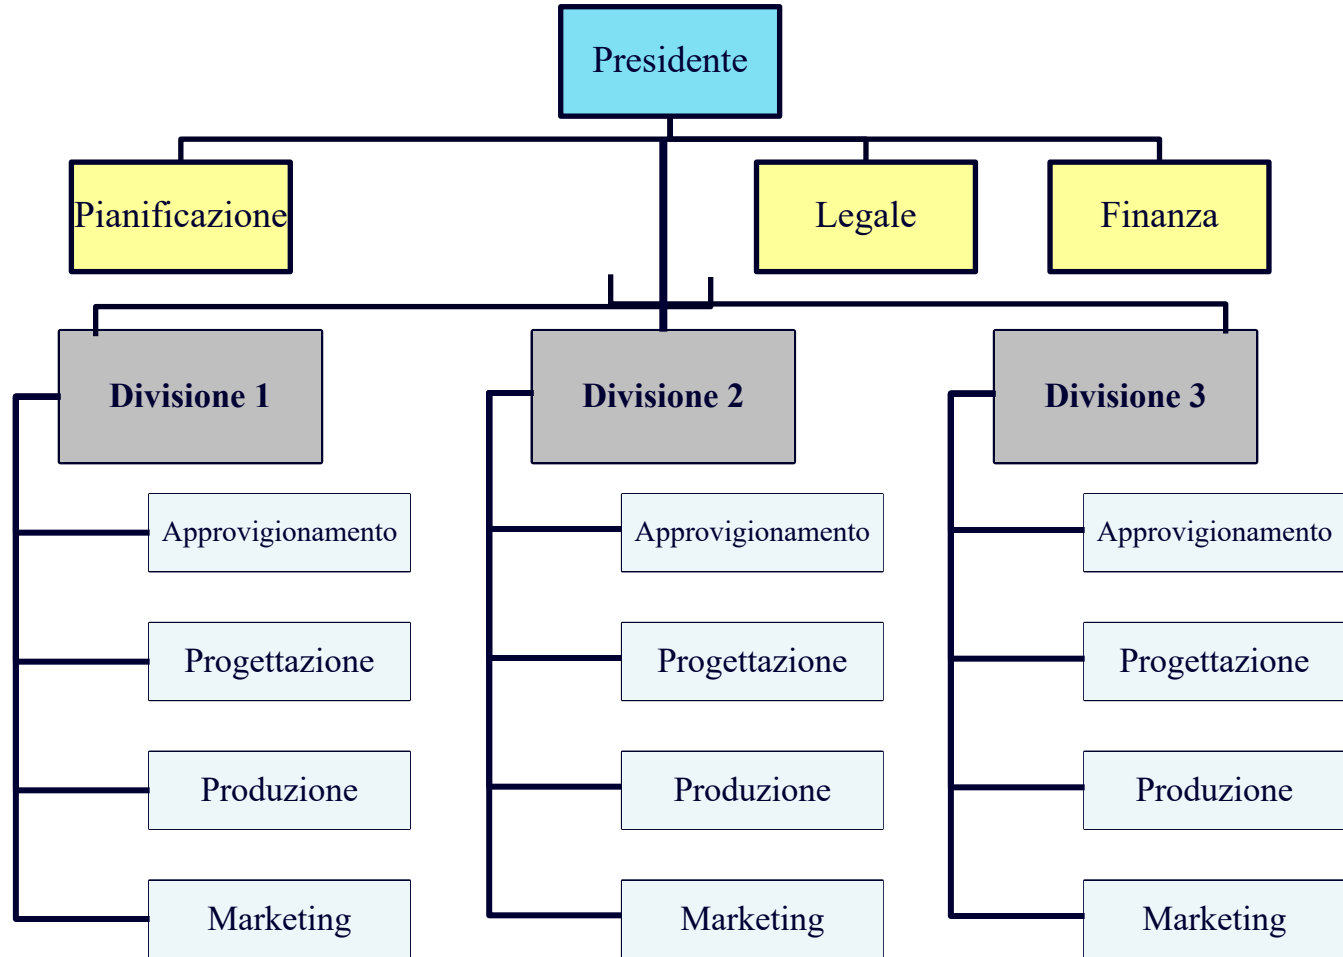 Presidente
Pianificazione
Legale
Finanza
Divisione 1
Divisione 2
Divisione 3
Approvigionamento
Approvigionamento
Approvigionamento
Progettazione
Progettazione
Progettazione
Produzione
Produzione
Produzione
Marketing
Marketing
Marketing